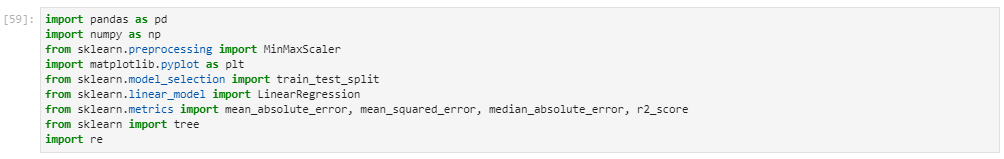 [59]:
import pandas as pd
import numpy as np
from sklearn.preprocessing import MinMaxScaler
import matplotlib.pyplot as plt
from sklearn.model_selection import train_test_split
from sklearn.linear_model import LinearRegression
from sklearn.metrics import mean_absolute_error, mean_squared_error, median_absolute_error, r2_score
from sklearn import tree
import re